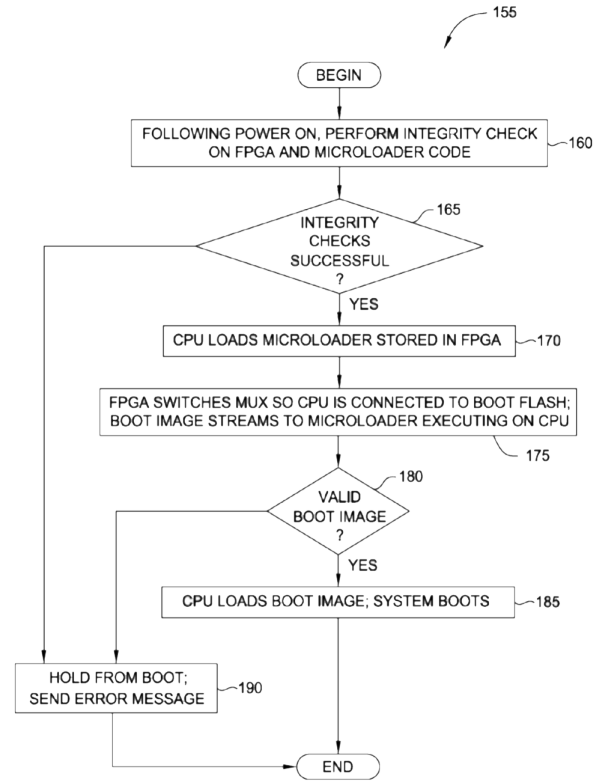 155
BEGIN
FOLLOWING POWER ON, PERFORM INTEGRITY CHECK
ON FPGA AND MICROLOADER CODE
160
165
INTEGRITY
CHECKS
SUCCESSFUL
?
YES
CPU LOADS MICROLOADER STORED IN FPGA
170
FPGA SWITCHES MUX SO CPU IS CONNECTED TO BOOT FLASH;
BOOT IMAGE STREAMS TO MICROLOADER EXECUTING ON CPU
175
180
VALID
BOOT IMAGE
?
YES
CPU LOADS BOOT IMAGE; SYSTEM BOOTS
185
HOLD FROM BOOT;
SEND ERROR MESSAGE
190
END